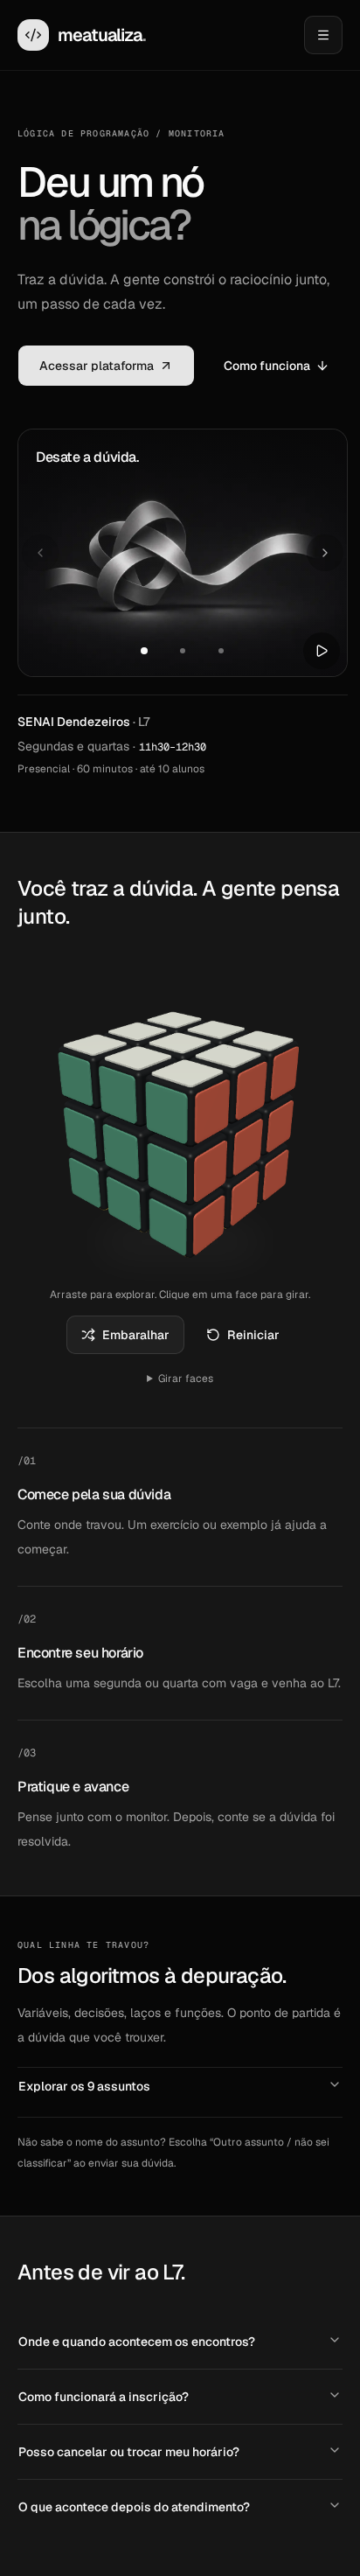 meatualiza.
LÓGICA DE PROGRAMAÇÃO / MONITORIA
Deu um nó
na lógica?
Traz a dúvida. A gente constrói o raciocínio junto,
um passo de cada vez.
Acessar plataforma
Como funciona
Desate a dúvida.
SENAI Dendezeiros · L7
Segundas e quartas · 11h30–12h30
Presencial · 60 minutos · até 10 alunos
Você traz a dúvida. A gente pensa
junto.
Arraste para explorar. Clique em uma face para girar.
Embaralhar
Reiniciar
Girar faces
/01
Comece pela sua dúvida
Conte onde travou. Um exercício ou exemplo já ajuda a
começar.
/02
Encontre seu horário
Escolha uma segunda ou quarta com vaga e venha ao L7.
/03
Pratique e avance
Pense junto com o monitor. Depois, conte se a dúvida foi
resolvida.
QUAL LINHA TE TRAVOU?
Dos algoritmos à depuração.
Variáveis, decisões, laços e funções. O ponto de partida é
a dúvida que você trouxer.
Explorar os 9 assuntos
Não sabe o nome do assunto? Escolha "Outro assunto / não sei
classificar" ao enviar sua dúvida.
Antes de vir ao L7.
Onde e quando acontecem os encontros?
Como funcionará a inscrição?
Posso cancelar ou trocar meu horário?
O que acontece depois do atendimento?